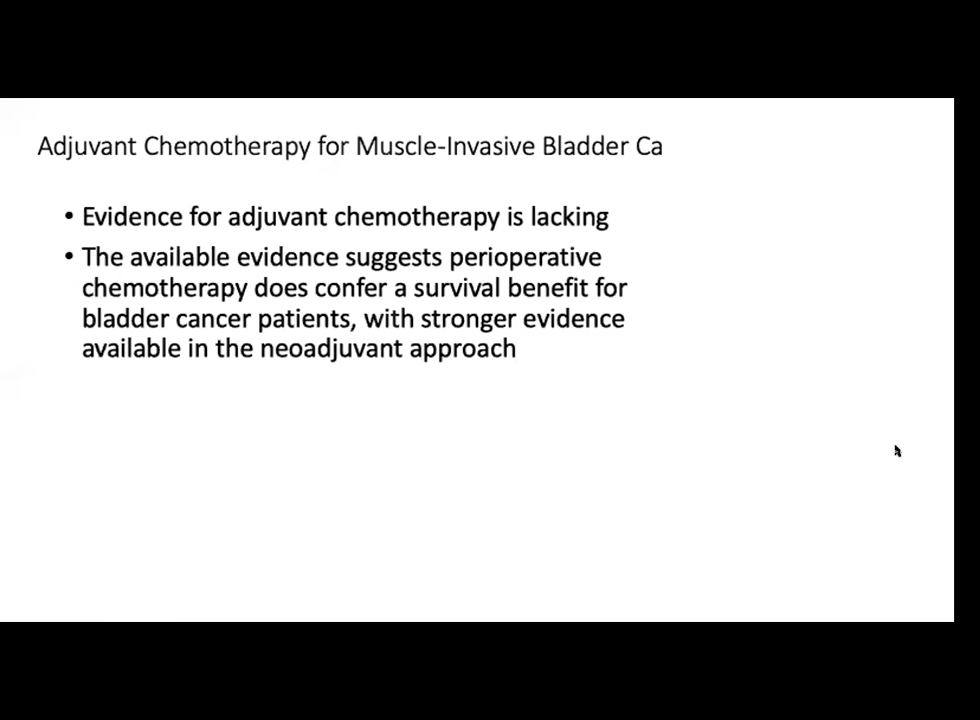 Adjuvant Chemotherapy for Muscle-Invasive Bladder Ca
• Evidence for adjuvant chemotherapy is lacking
• The available evidence suggests perioperative
chemotherapy does confer a survival benefit for
bladder cancer patients, with stronger evidence
available in the neoadjuvant approach